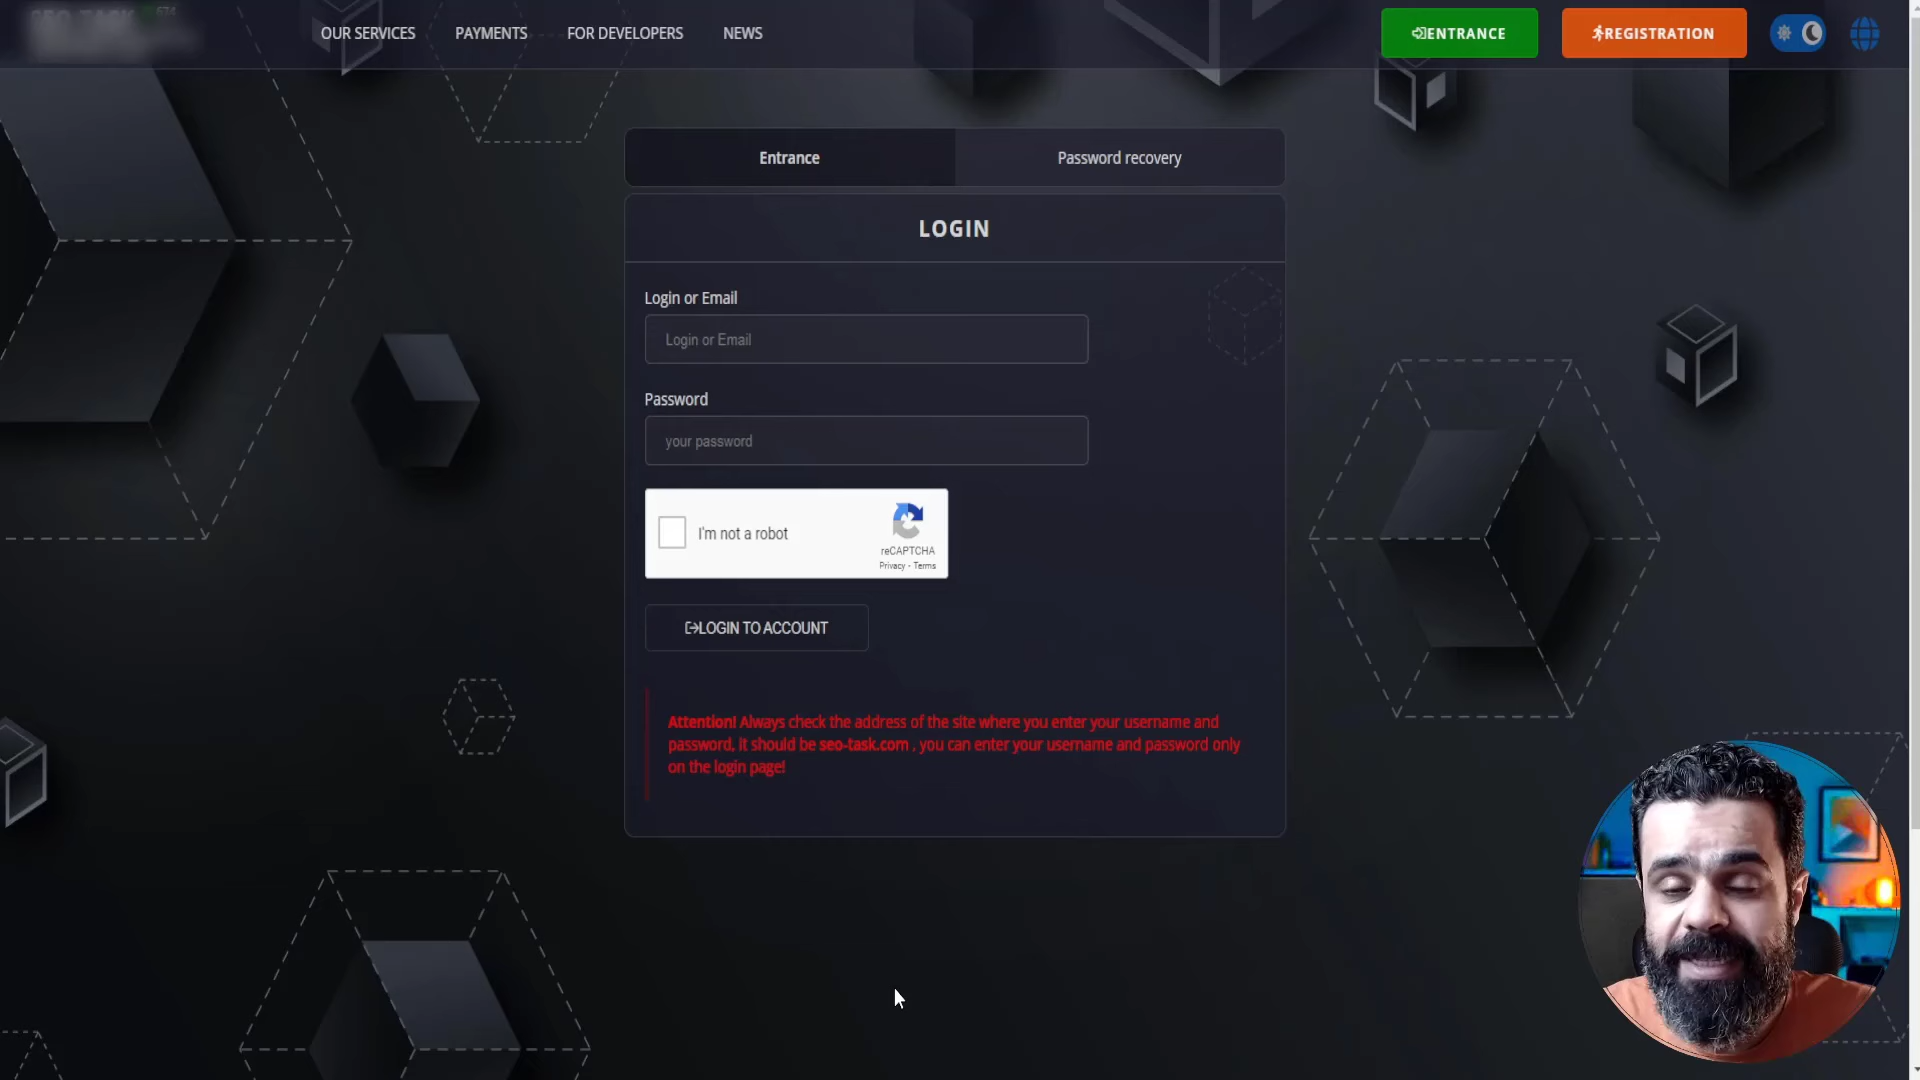 OUR SERVICES
PAYMENTS
FOR DEVELOPERS
NEWS
ENTRANCE
REGISTRATION
Entrance
Password recovery
LOGIN
Login or Email
Login or Email
Password
your password
I'm not a robot
reCAPTCHA
Privacy - Terms
LOGIN TO ACCOUNT
Attention! Always check the address of the site where you enter your username and
password, it should be seo-task.com , you can enter your username and password only
on the login page!